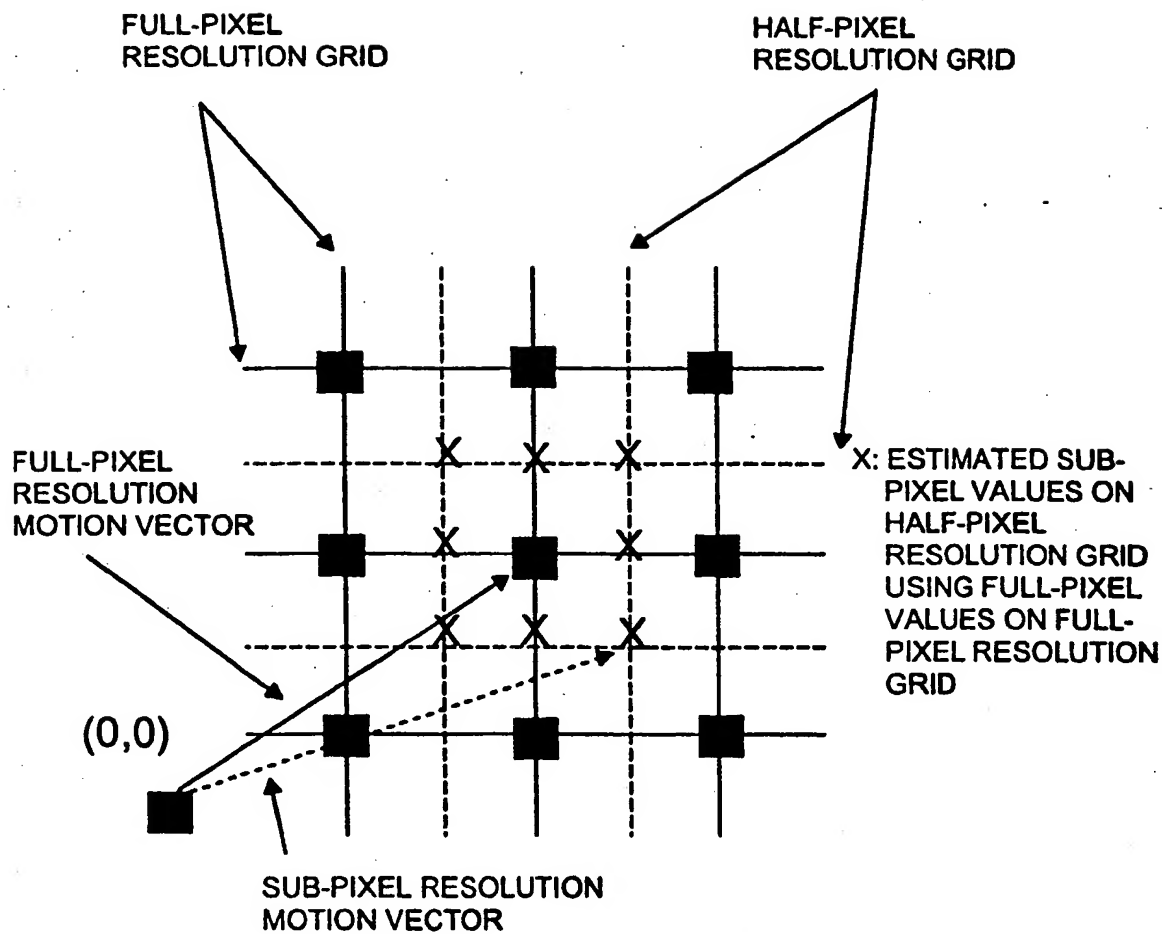 FULL-PIXEL
RESOLUTION GRID
HALF-PIXEL
RESOLUTION GRID
X X X
FULL-PIXEL
RESOLUTION
MOTION VECTOR
X: ESTIMATED SUB-
PIXEL VALUES ON
HALF-PIXEL
RESOLUTION GRID
USING FULL-PIXEL
VALUES ON FULL-
PIXEL RESOLUTION
GRID
X X
X X X
(0,0)
SUB-PIXEL RESOLUTION
MOTION VECTOR